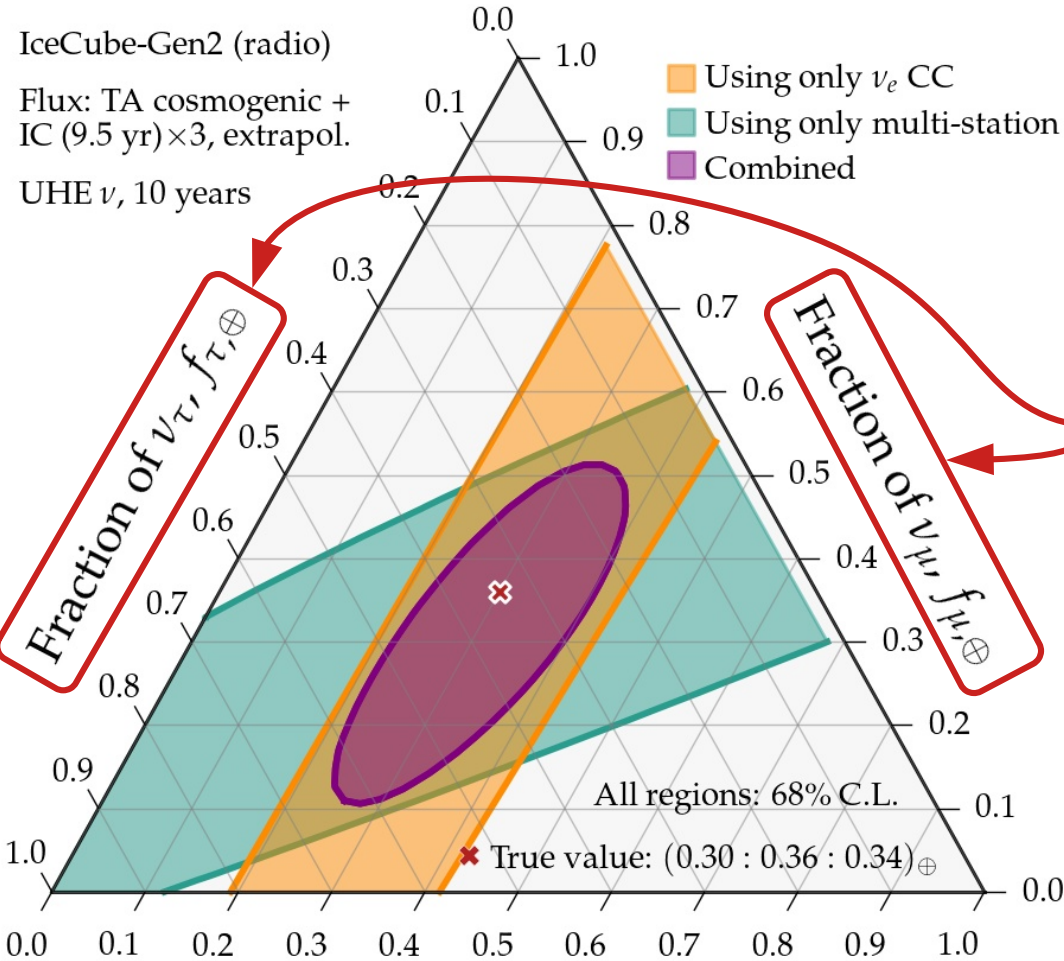 IceCube-Gen2 (radio)
Flux: TA cosmogenic +
IC (9.5 yr)×3, extrapol.
UHE ν, 10 years
Using only νₑ CC
Using only multi-station
Combined
0.0
0.1
0.2
0.3
0.4
0.5
0.6
0.7
0.8
0.9
1.0
1.0
0.9
0.8
0.7
0.6
0.5
0.4
0.3
0.2
0.1
0.0
Fraction of ν_τ, f_τ,⊕
Fraction of ν_μ, f_μ,⊕
All regions: 68% C.L.
True value: (0.30 : 0.36 : 0.34)⊕
0.0 0.1 0.2 0.3 0.4 0.5 0.6 0.7 0.8 0.9 1.0